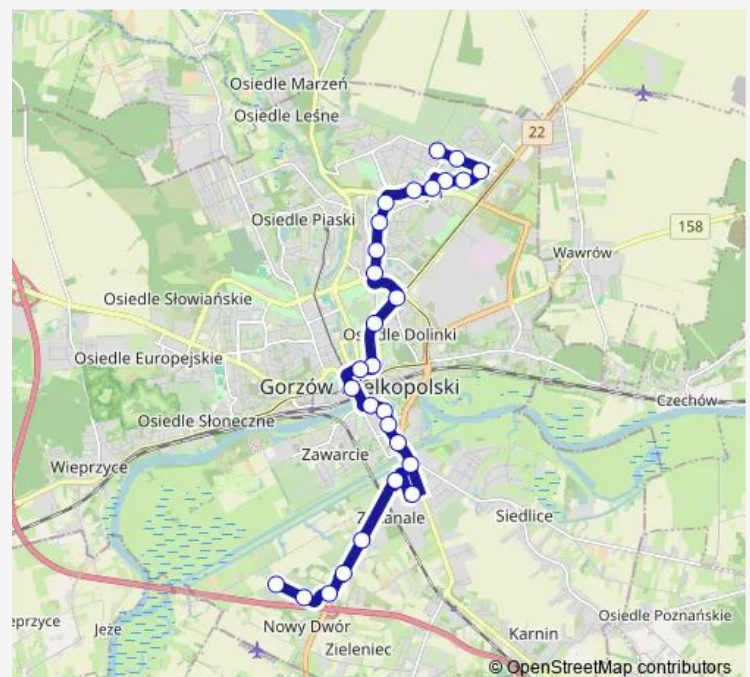 Osiedle Marzeń
Osiedle Leśne
22
Osiedle Piaski
158
Wawrów
Osiedle Słowiańskie
Osiedle Dolinki
Osiedle Europejskie
Gorzów Wielkopolski
Czechów
Osiedle Słoneczne
Zawarcie
Wieprzyce
Siedlice
Zakanale
eprzyce
Jeże
Nowy Dwór
Osiedle Poznańskie
Karnin
Zieleniec
© OpenStreetMap contributors